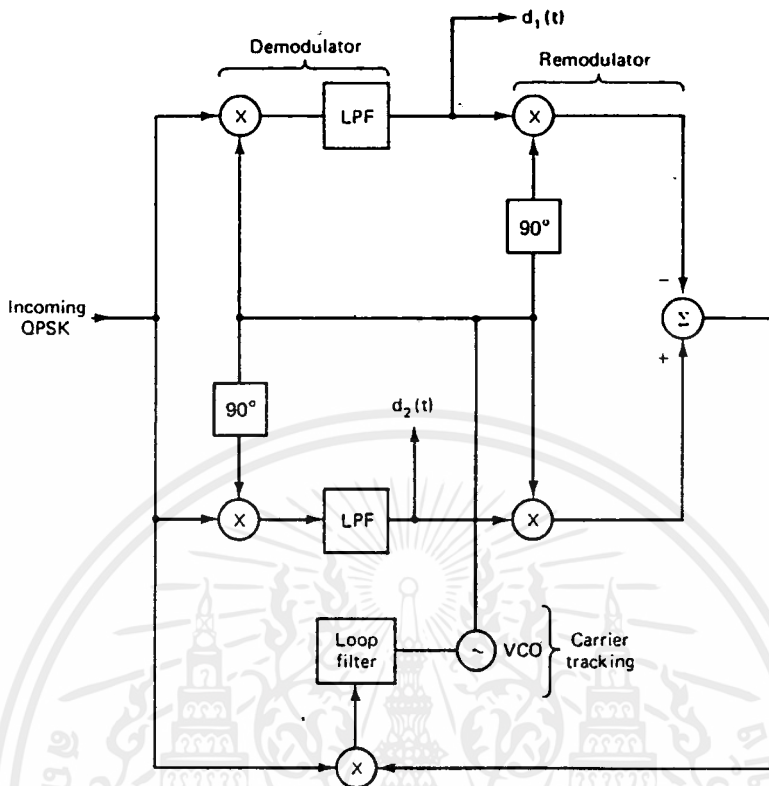 d₁(t)
Demodulator
Remodulator
X
LPF
X
90°
−
Incoming
QPSK
Σ
+
90°
d₂(t)
X
LPF
X
Loop
filter
~
VCO
Carrier
tracking
X